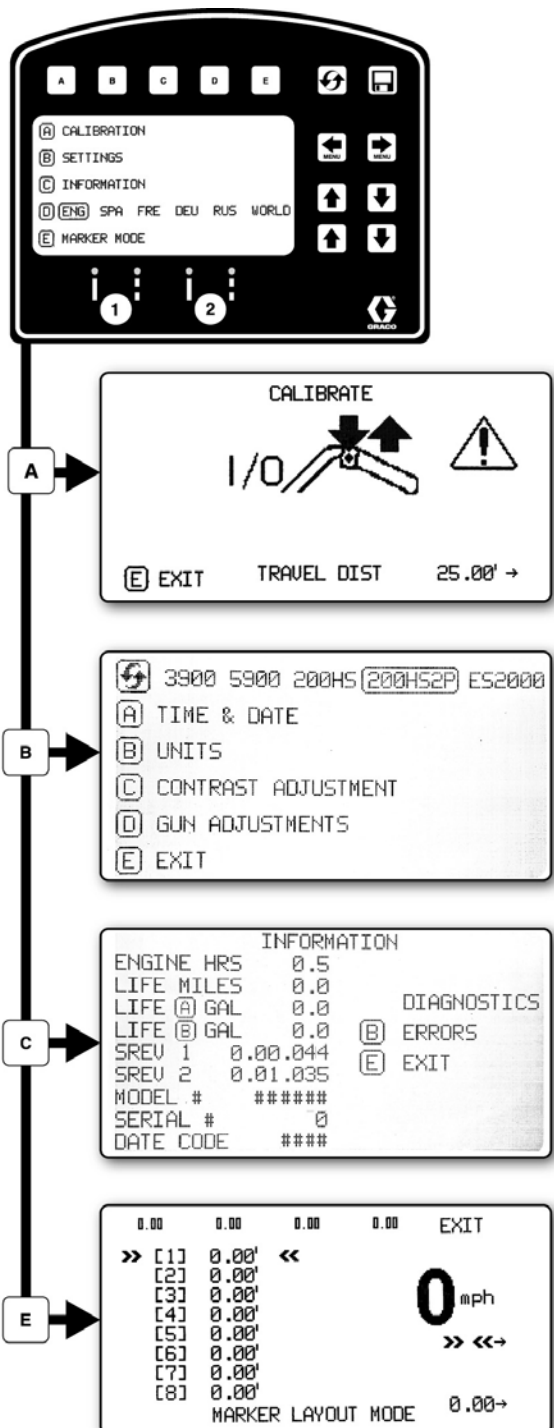 A B C D E
A CALIBRATION
B SETTINGS
C INFORMATION
D ENG SPA FRE DEU RUS WORLD
E MARKER MODE
MENU MENU
1 2
GRACO
A
CALIBRATE
I/O
E EXIT TRAVEL DIST 25.00' →
B
3900 5900 200HS 200HS2P ES2000
A TIME & DATE
B UNITS
C CONTRAST ADJUSTMENT
D GUN ADJUSTMENTS
E EXIT
C
INFORMATION
ENGINE HRS 0.5
LIFE MILES 0.0
LIFE A GAL 0.0 DIAGNOSTICS
LIFE B GAL 0.0 B ERRORS
SREV 1 0.00.044 E EXIT
SREV 2 0.01.035
MODEL # ######
SERIAL # 0
DATE CODE ####
E
0.00 0.00 0.00 0.00 EXIT
>> [1] 0.00' <<
[2] 0.00'
[3] 0.00'
[4] 0.00' 0 mph
[5] 0.00'
[6] 0.00' >> <<→
[7] 0.00'
[8] 0.00'
MARKER LAYOUT MODE 0.00→